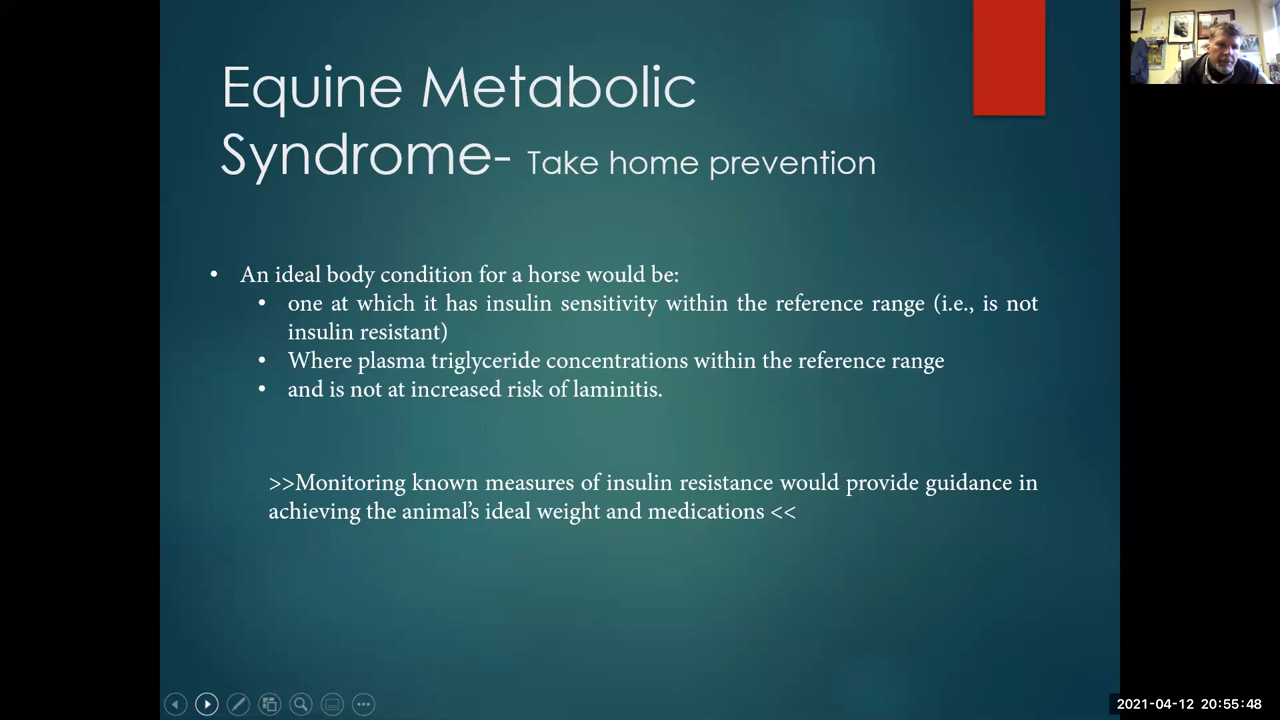 Equine Metabolic
Syndrome- Take home prevention
• An ideal body condition for a horse would be:
• one at which it has insulin sensitivity within the reference range (i.e., is not
insulin resistant)
• Where plasma triglyceride concentrations within the reference range
• and is not at increased risk of laminitis.
>>Monitoring known measures of insulin resistance would provide guidance in
achieving the animal’s ideal weight and medications <<
2021-04-12 20:55:48